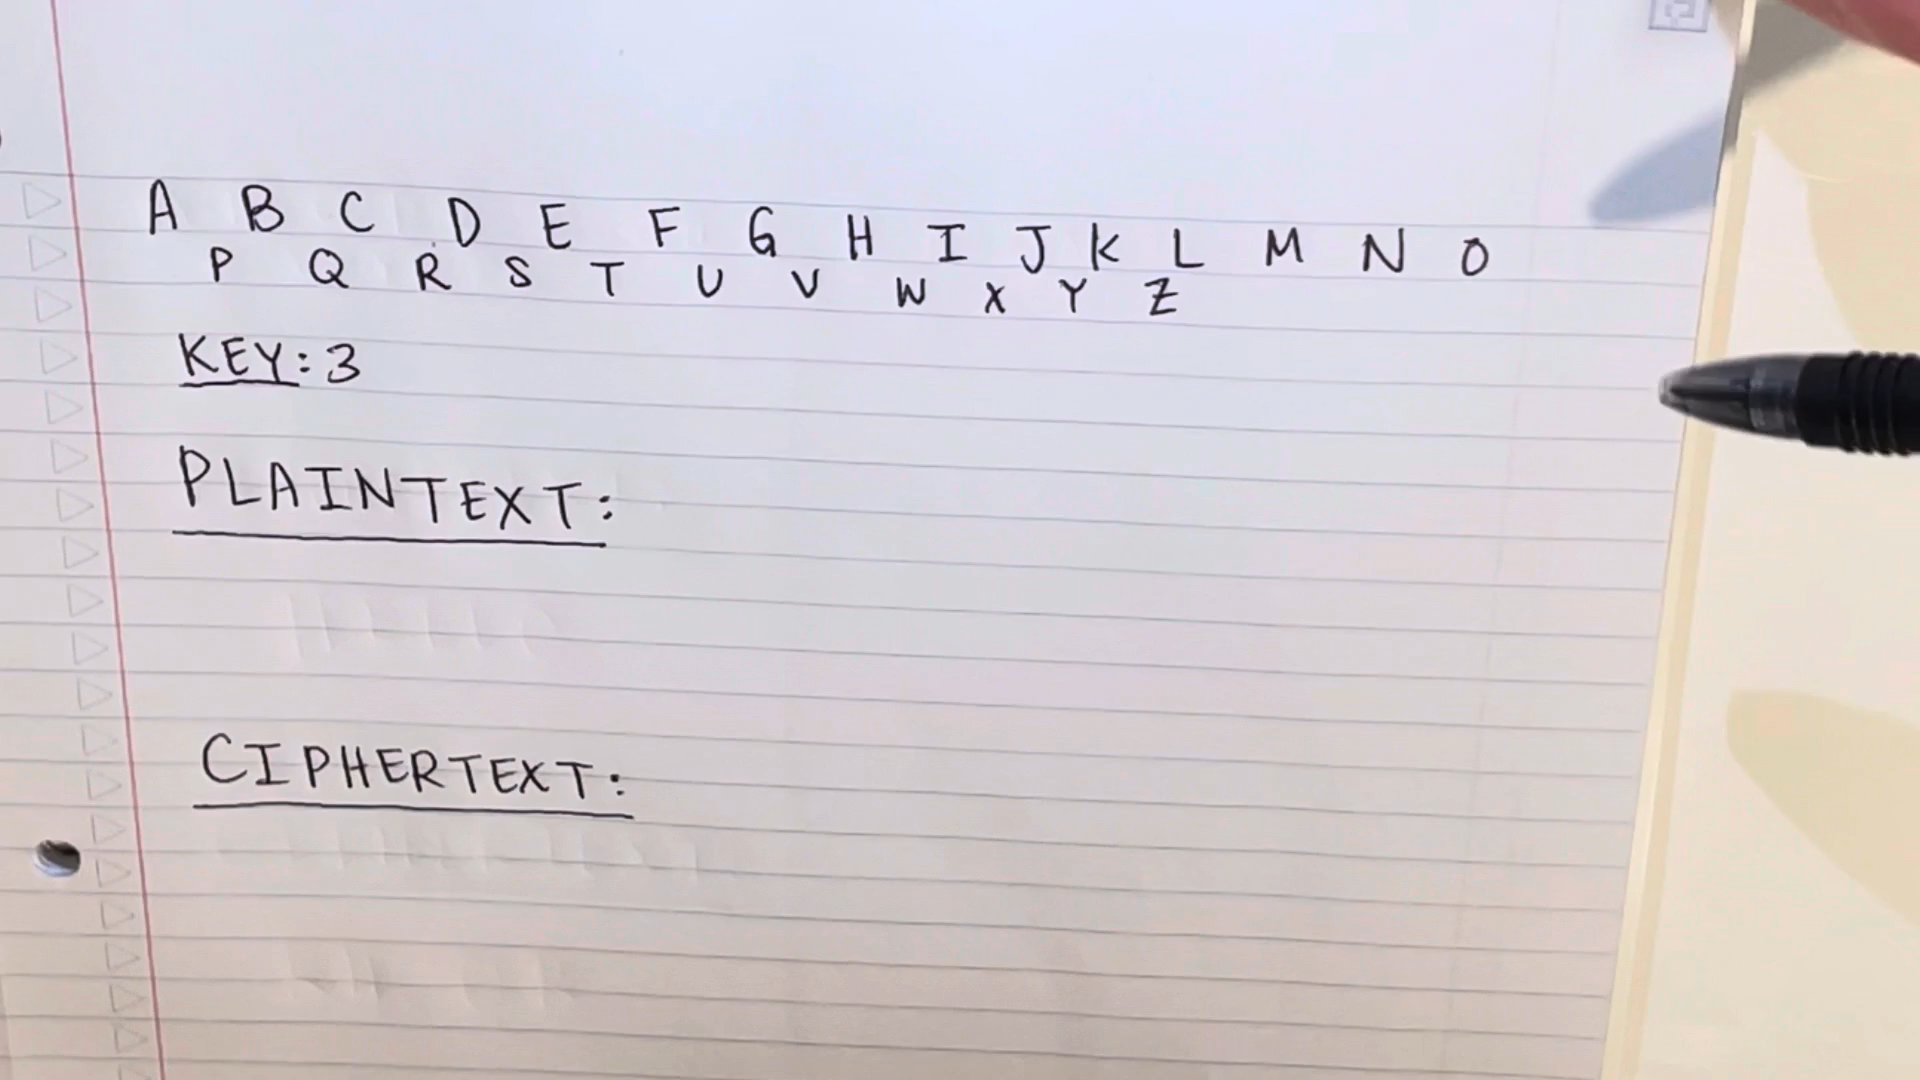 A B C D E F G H I J K L M N O
P Q R S T U V W X Y Z
KEY: 3
PLAINTEXT:
CIPHERTEXT: